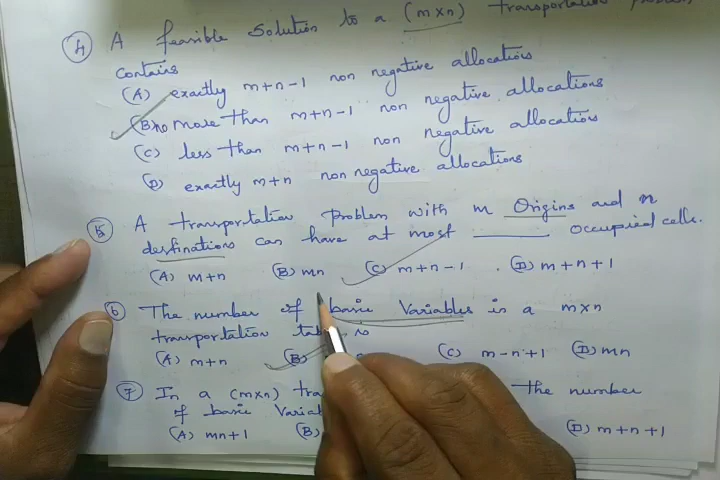 (4) A feasible Solution to a (m×n) transportation problem
contains
(A) exactly m+n-1 non negative allocations
(B) no more than m+n-1 non negative allocations
(C) less than m+n-1 non negative allocations
(D) exactly m+n non negative allocations
(5) A transportation Problem with m Origins and n
destinations can have at most ______ occupied cells.
(A) m+n (B) mn (C) m+n-1 . (D) m+n+1
(6) The number of basic Variables in a m×n
transportation is
(A) m+n (B) (C) m-n+1 (D) mn
(7) In a (m×n) the number
of basic
(A) mn+1 (B) (D) m+n+1